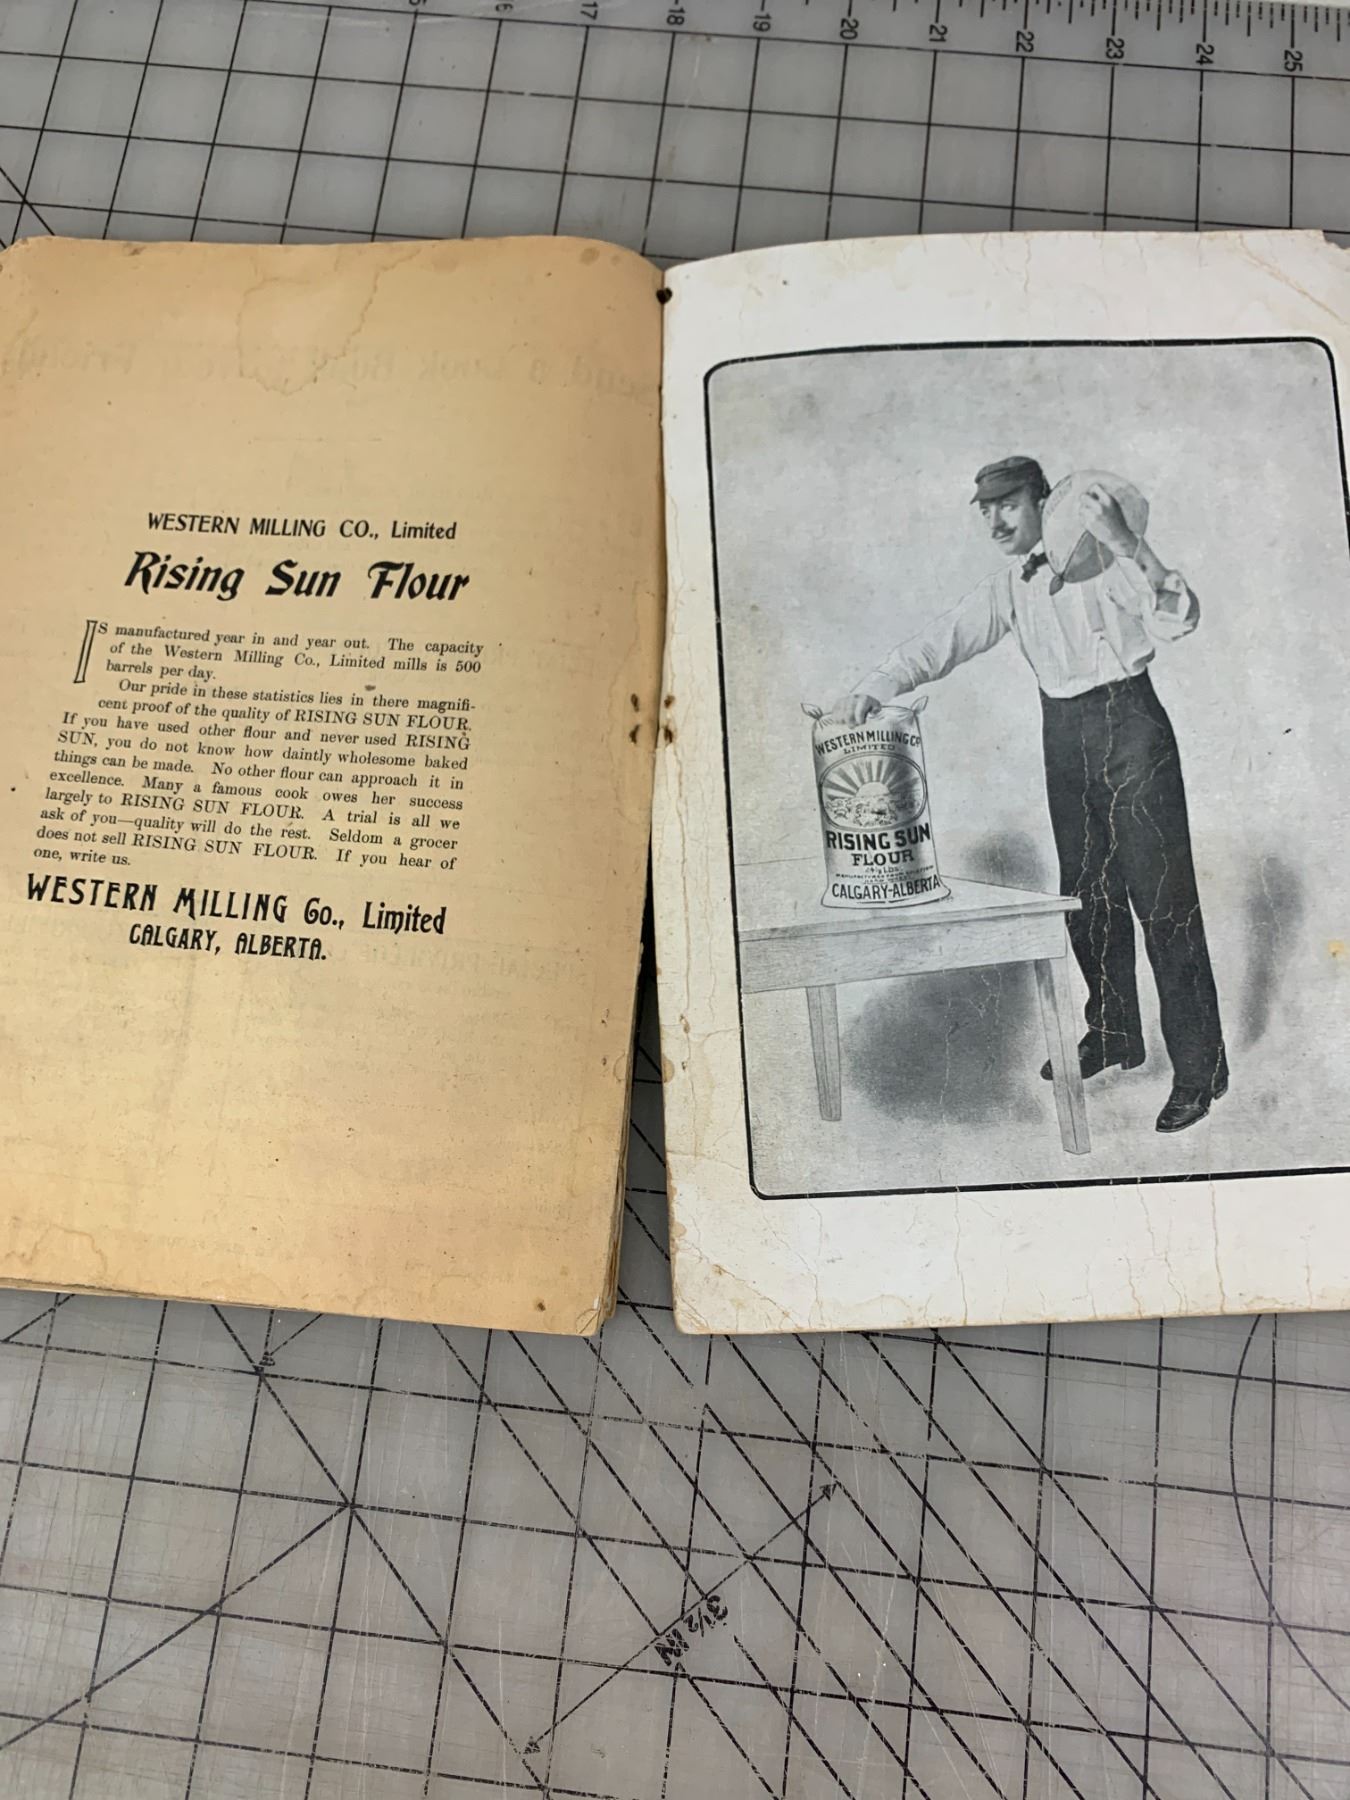 15 16 17 18 19 20 21 22 23 24 25
WESTERN MILLING CO., Limited
Rising Sun Flour
IS manufactured year in and year out. The capacity
of the Western Milling Co., Limited mills is 500
barrels per day.
Our pride in these statistics lies in there magnifi-
cent proof of the quality of RISING SUN FLOUR.
If you have used other flour and never used RISING
SUN, you do not know how daintly wholesome baked
things can be made. No other flour can approach it in
excellence. Many a famous cook owes her success
largely to RISING SUN FLOUR. A trial is all we
ask of you—quality will do the rest. Seldom a grocer
does not sell RISING SUN FLOUR. If you hear of
one, write us.
WESTERN MILLING Co., Limited
CALGARY, ALBERTA.
WESTERN MILLING CO
LIMITED
RISING SUN
FLOUR
CALGARY-ALBERTA
3½ IN